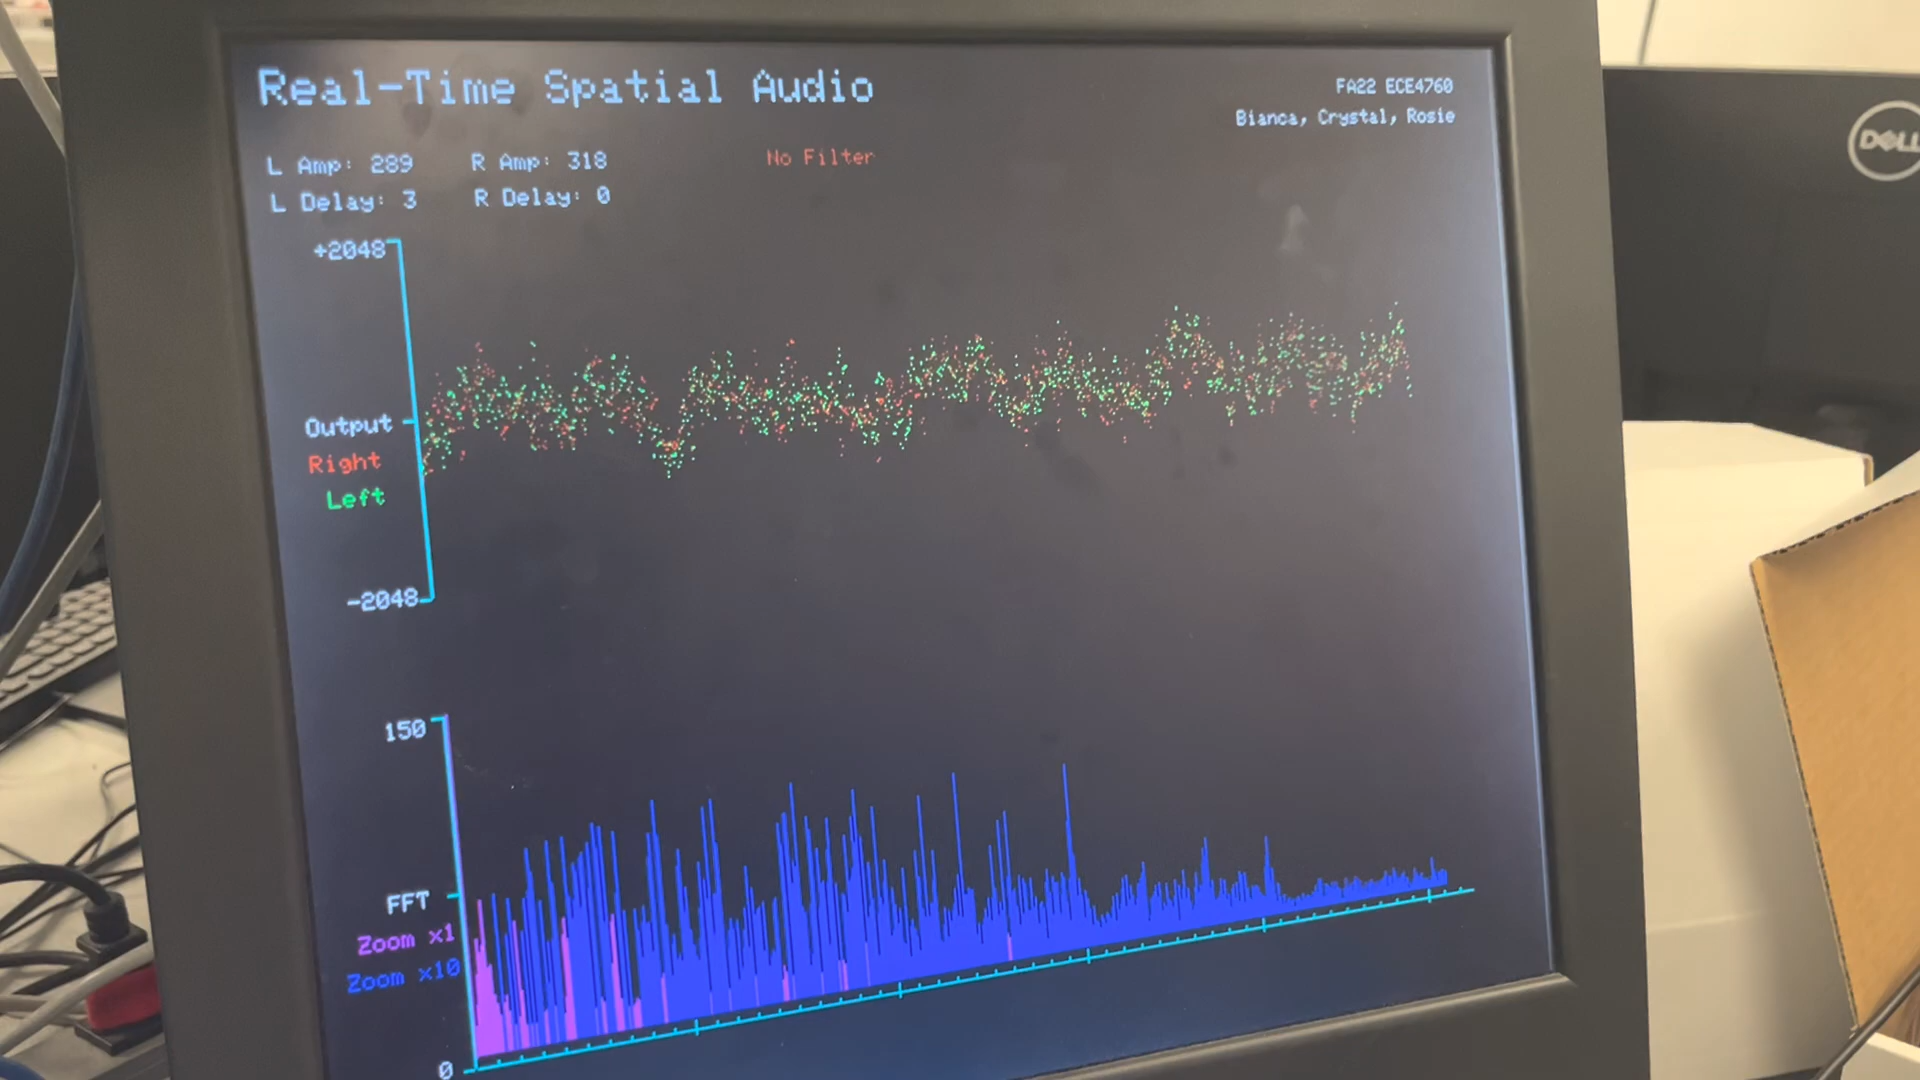 Real-Time Spatial Audio
FA22 ECE4760
Bianca, Crystal, Rosie
L Amp: 289 R Amp: 318 No Filter
L Delay: 3 R Delay: 0
+2048
Output
Right
Left
-2048
150
FFT
Zoom x1
Zoom x10
0
DELL